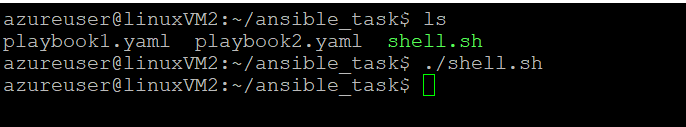 azureuser@linuxVM2:~/ansible_task$ ls
playbook1.yaml  playbook2.yaml  shell.sh
azureuser@linuxVM2:~/ansible_task$ ./shell.sh
azureuser@linuxVM2:~/ansible_task$